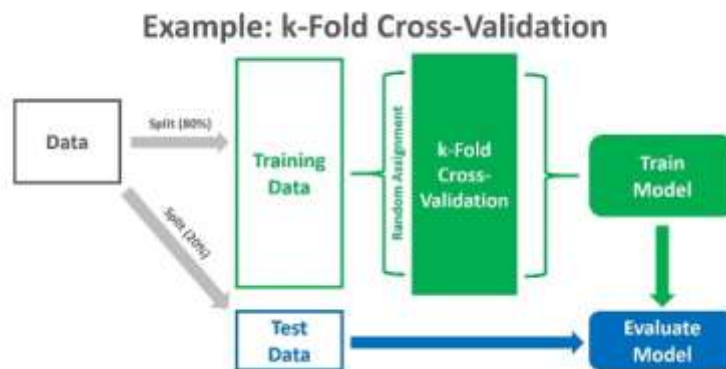 Example: k-Fold Cross-Validation
Data
Split (80%)
Split (20%)
Training
Data
Random Assignment
k-Fold
Cross-
Validation
Train
Model
Test
Data
Evaluate
Model